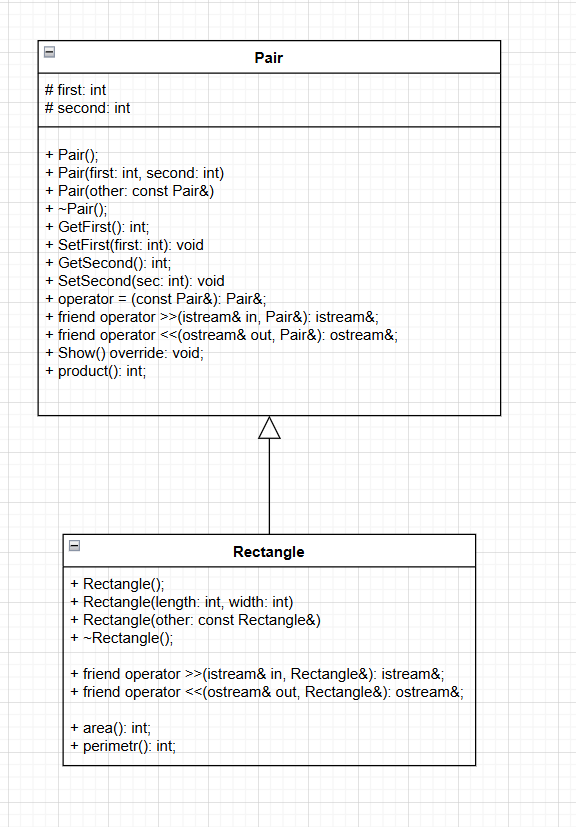 Pair
# first: int
# second: int
+ Pair();
+ Pair(first: int, second: int)
+ Pair(other: const Pair&)
+ ~Pair();
+ GetFirst(): int;
+ SetFirst(first: int): void
+ GetSecond(): int;
+ SetSecond(sec: int): void
+ operator = (const Pair&): Pair&;
+ friend operator >>(istream& in, Pair&): istream&;
+ friend operator <<(ostream& out, Pair&): ostream&;
+ Show() override: void;
+ product(): int;
Rectangle
+ Rectangle();
+ Rectangle(length: int, width: int)
+ Rectangle(other: const Rectangle&)
+ ~Rectangle();
+ friend operator >>(istream& in, Rectangle&): istream&;
+ friend operator <<(ostream& out, Rectangle&): ostream&;
+ area(): int;
+ perimetr(): int;